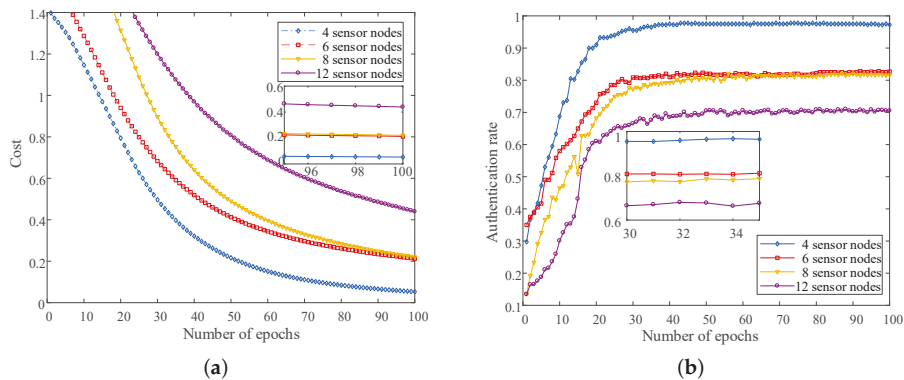 1.4
1.2
1
0.8
0.6
0.4
0.2
0
Cost
0 10 20 30 40 50 60 70 80 90 100
Number of epochs
4 sensor nodes
6 sensor nodes
8 sensor nodes
12 sensor nodes
0.6
0.4
0.2
0
96 98 100
94
(a)
1
0.9
0.8
0.7
0.6
0.5
0.4
0.3
0.2
0.1
Authentication rate
0 10 20 30 40 50 60 70 80 90 100
Number of epochs
1
0.8
0.6
30 32 34
4 sensor nodes
6 sensor nodes
8 sensor nodes
12 sensor nodes
(b)